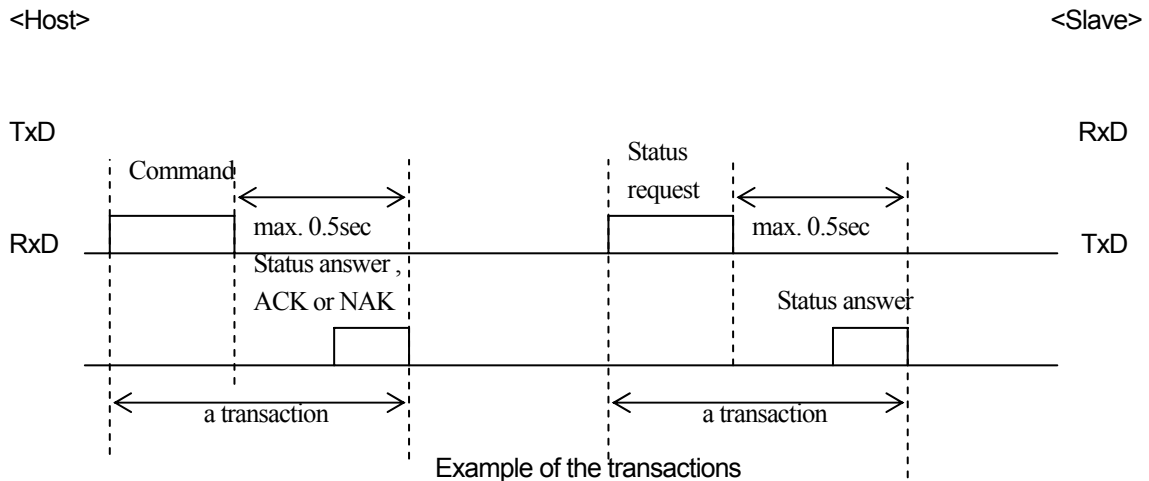 <Host> <Slave>
TxD RxD
Command Status
request
max. 0.5sec max. 0.5sec
RxD TxD
Status answer ,
ACK or NAK Status answer
a transaction a transaction
Example of the transactions